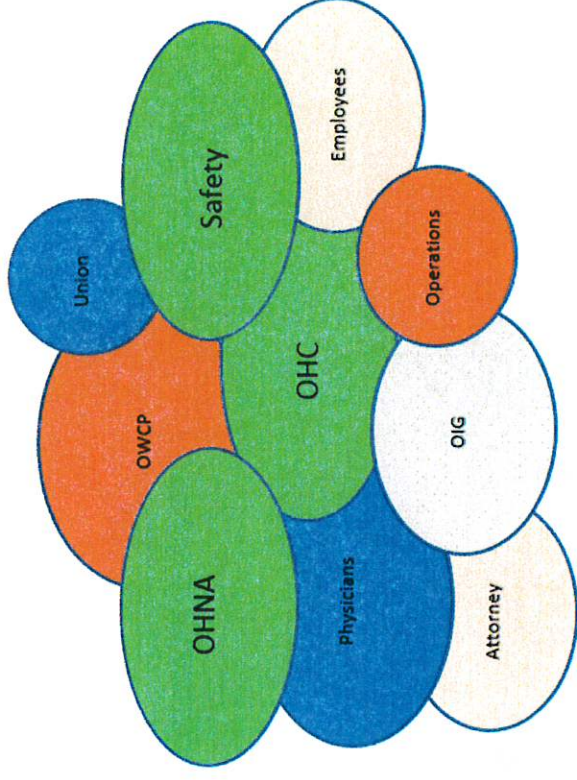 Union
OWCP
OHNA
Safety
Physicians
OHC
Employees
Attorney
OIG
Operations